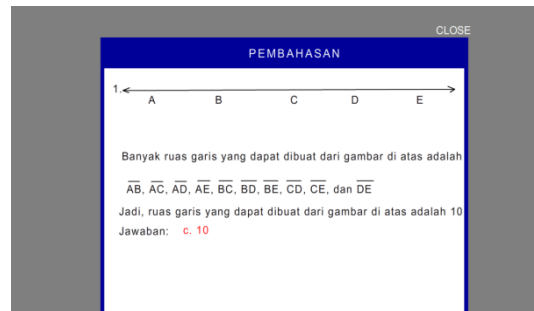 CLOSE
PEMBAHASAN
1.
A B C D E
Banyak ruas garis yang dapat dibuat dari gambar di atas adalah
AB, AC, AD, AE, BC, BD, BE, CD, CE, dan DE
Jadi, ruas garis yang dapat dibuat dari gambar di atas adalah 10
Jawaban: c. 10